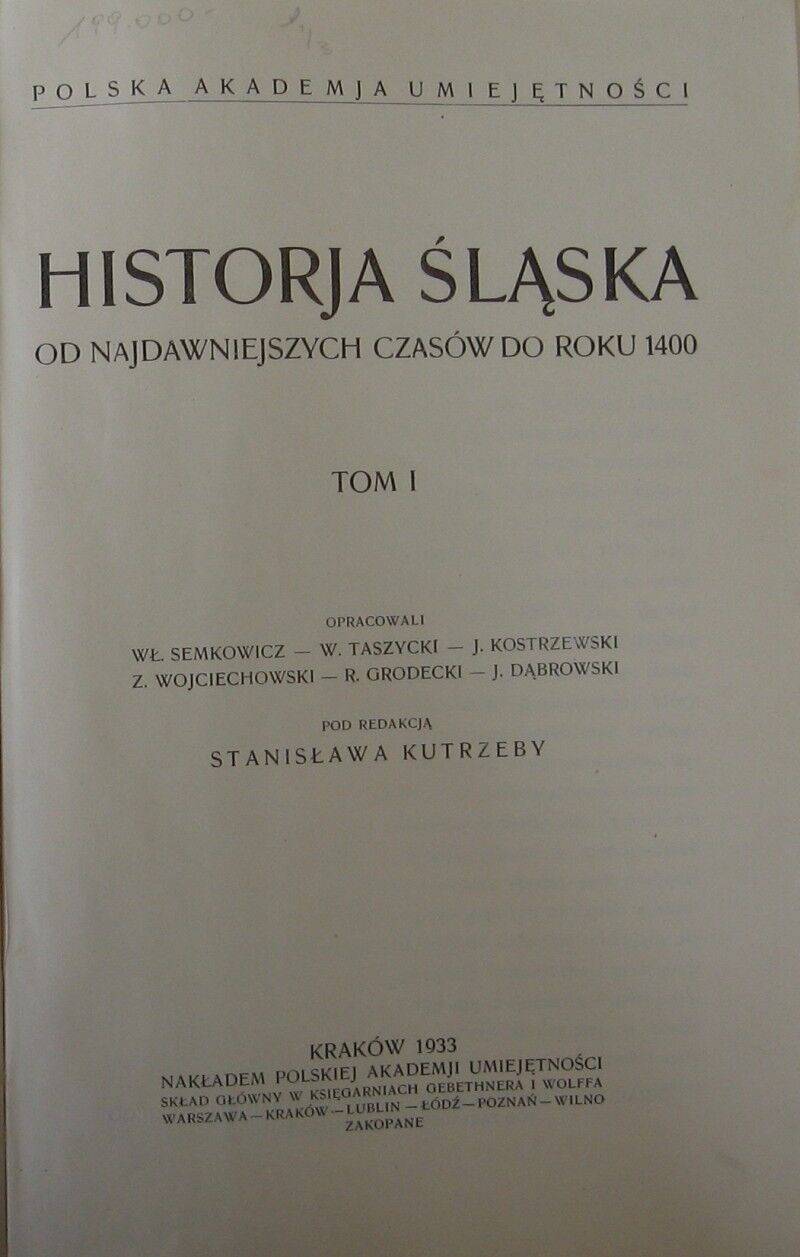 199.000-
POLSKA AKADEMJA UMIEJĘTNOŚCI
HISTORJA ŚLĄSKA
OD NAJDAWNIEJSZYCH CZASÓW DO ROKU 1400
TOM I
OPRACOWALI
WŁ. SEMKOWICZ — W. TASZYCKI — J. KOSTRZEWSKI
Z. WOJCIECHOWSKI — R. GRODECKI — J. DĄBROWSKI
POD REDAKCJĄ
STANISŁAWA KUTRZEBY
KRAKÓW 1933
NAKŁADEM POLSKIEJ AKADEMJI UMIEJĘTNOŚCI
SKŁAD GŁÓWNY W KSIĘGARNIACH GEBETHNERA I WOLFFA
WARSZAWA—KRAKÓW—LUBLIN—ŁÓDŹ—POZNAŃ—WILNO
ZAKOPANE